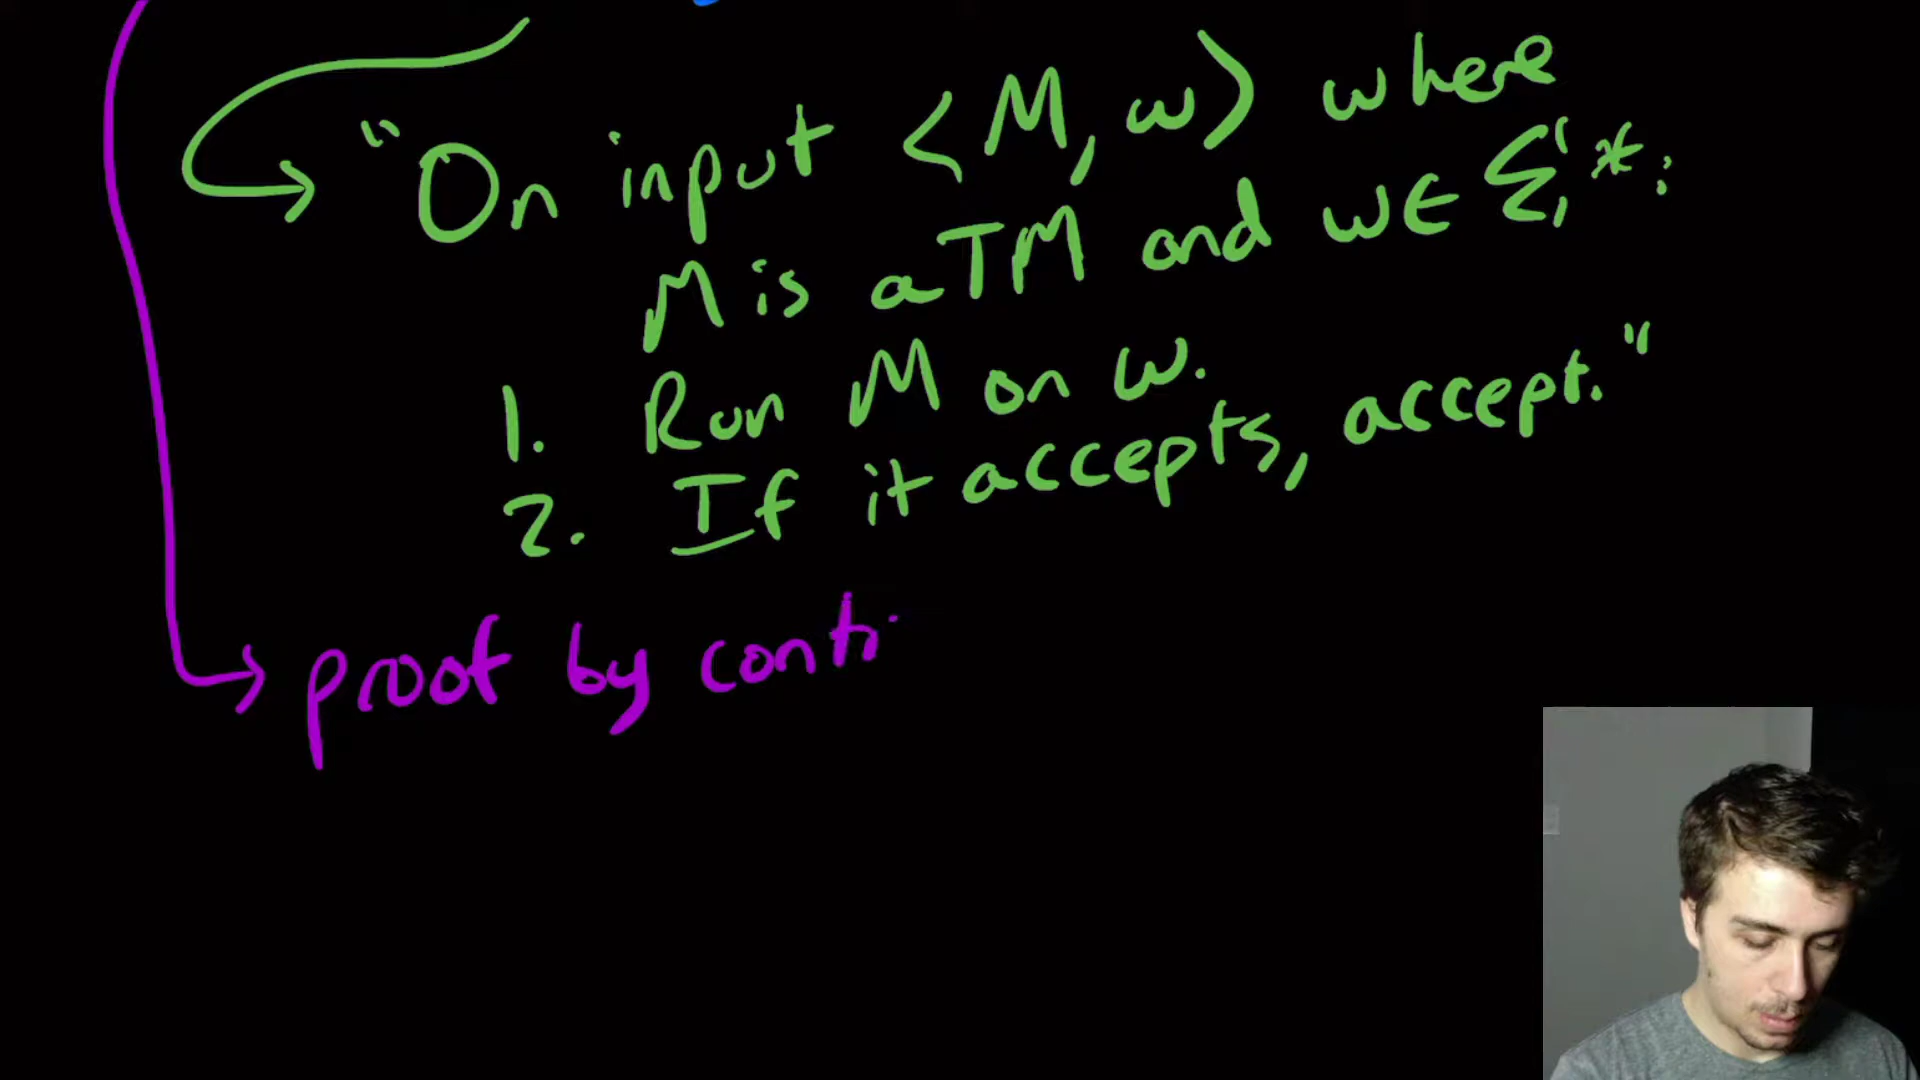 "On input <M, w> where
M is a TM and w ∈ Σ*:
1. Run M on w.
2. If it accepts, accept."
proof by contr